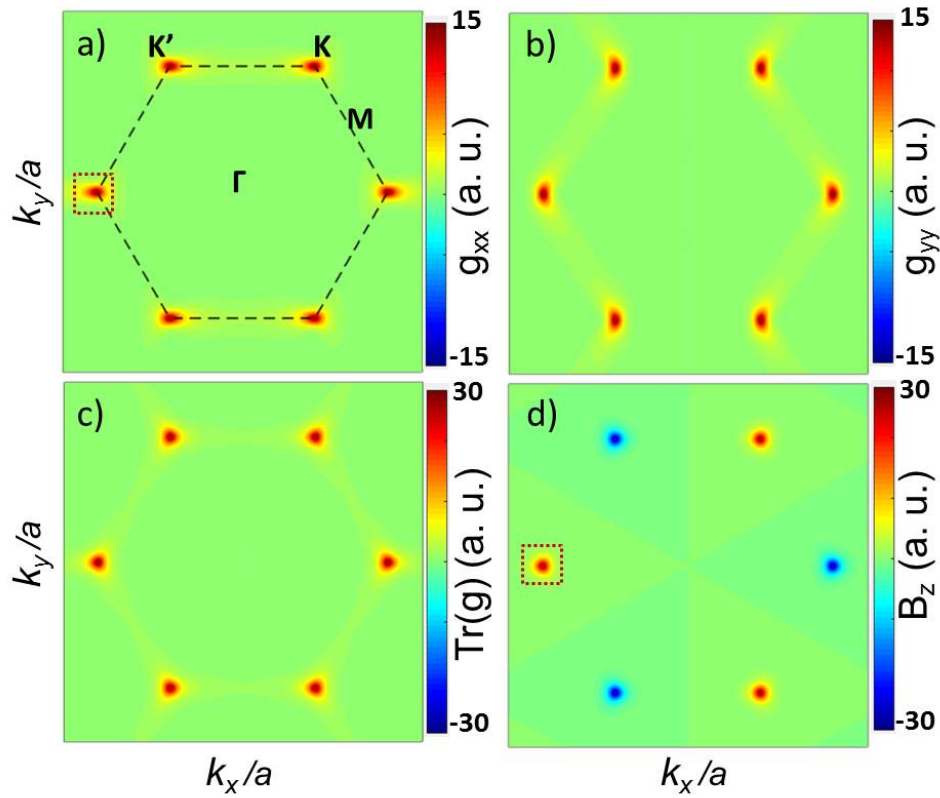 a)
K'
K
M
Γ
k_y/a
15
g_xx (a. u.)
-15
b)
15
g_yy (a. u.)
-15
c)
k_y/a
k_x/a
30
Tr(g) (a. u.)
-30
d)
k_x/a
30
B_z (a. u.)
-30